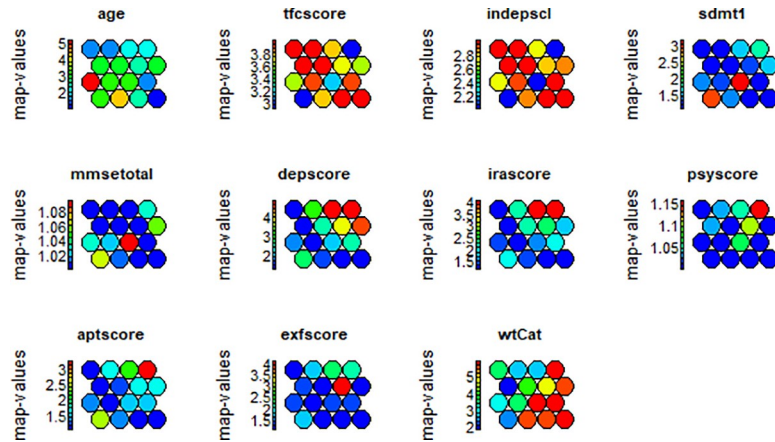 age
tfcscore
indepscl
sdmt1
map-values
5
4
3
2
map-values
3.8
3.6
3.4
3.2
3
map-values
2.8
2.6
2.4
2.2
map-values
3
2.5
2
1.5
mmsetotal
depscore
irascore
psyscore
map-values
1.08
1.06
1.04
1.02
map-values
4
3
2
map-values
4
3.5
3
2.5
2
1.5
map-values
1.15
1.1
1.05
aptscore
exfscore
wtCat
map-values
3
2.5
2
1.5
map-values
4
3.5
3
2.5
2
1.5
map-values
5
4
3
2